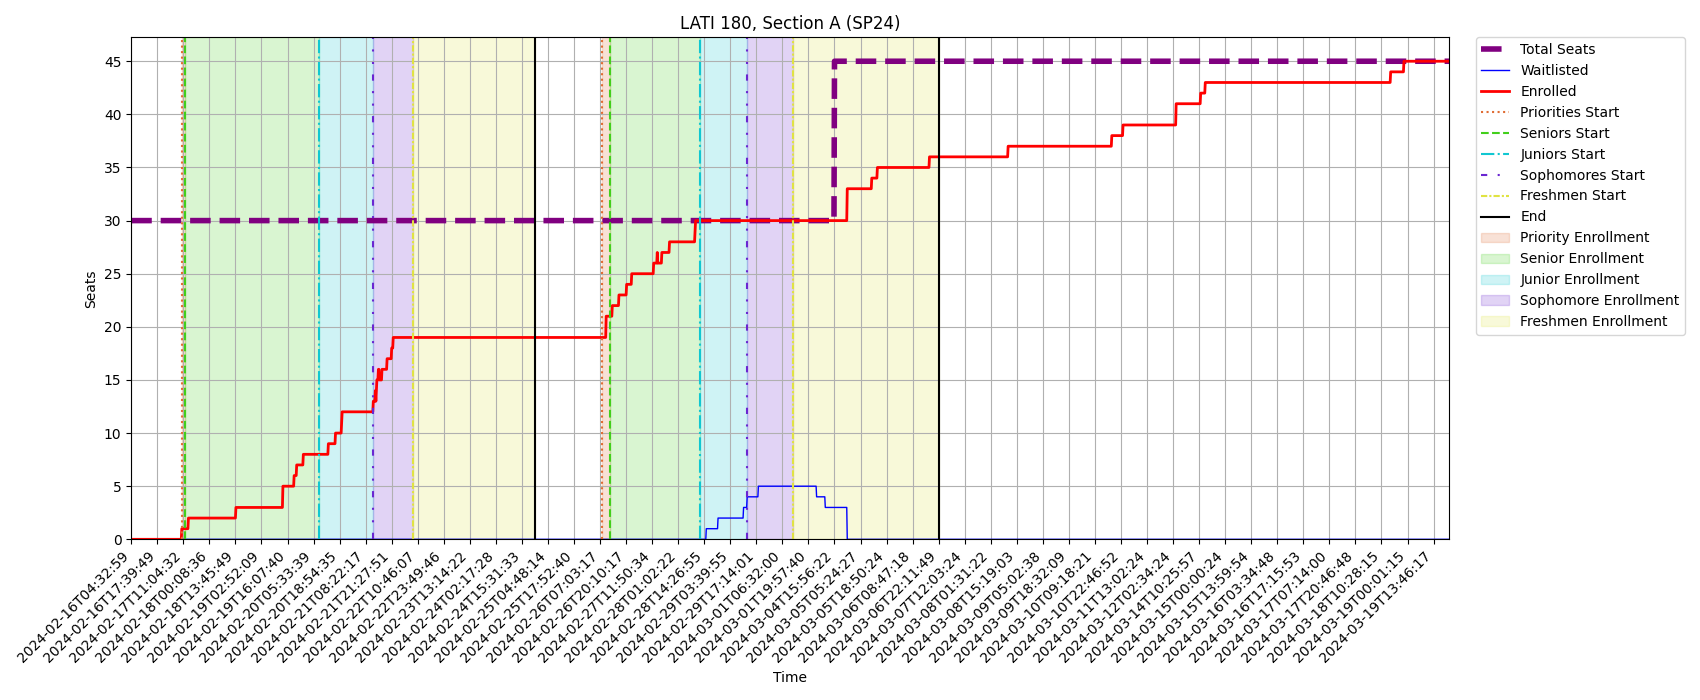 LATI 180, Section A (SP24)
Seats
45
40
35
30
25
20
15
10
5
0
2024-02-16T04:32:59
2024-02-16T17:39:49
2024-02-17T11:04:32
2024-02-18T00:08:36
2024-02-18T13:45:49
2024-02-19T02:52:09
2024-02-19T16:07:40
2024-02-20T05:33:39
2024-02-20T18:54:35
2024-02-21T08:22:17
2024-02-21T21:27:51
2024-02-22T10:46:07
2024-02-22T23:49:46
2024-02-23T13:14:22
2024-02-24T02:17:28
2024-02-24T15:31:33
2024-02-25T04:48:14
2024-02-25T17:52:40
2024-02-26T07:03:17
2024-02-26T20:10:17
2024-02-27T11:50:34
2024-02-28T01:02:22
2024-02-28T14:26:55
2024-02-29T03:39:55
2024-02-29T17:14:01
2024-03-01T06:32:00
2024-03-01T19:57:40
2024-03-04T15:56:22
2024-03-05T05:24:27
2024-03-05T18:50:24
2024-03-06T08:47:18
2024-03-06T22:11:49
2024-03-07T12:03:24
2024-03-08T01:31:22
2024-03-08T15:19:03
2024-03-09T05:02:38
2024-03-09T18:32:09
2024-03-10T09:18:21
2024-03-10T22:46:52
2024-03-11T13:02:24
2024-03-12T02:34:24
2024-03-14T10:25:57
2024-03-15T00:00:24
2024-03-15T13:59:54
2024-03-16T03:34:48
2024-03-16T17:15:53
2024-03-17T07:14:00
2024-03-17T20:46:48
2024-03-18T10:28:15
2024-03-19T00:01:15
2024-03-19T13:46:17
Time
Total Seats
Waitlisted
Enrolled
Priorities Start
Seniors Start
Juniors Start
Sophomores Start
Freshmen Start
End
Priority Enrollment
Senior Enrollment
Junior Enrollment
Sophomore Enrollment
Freshmen Enrollment